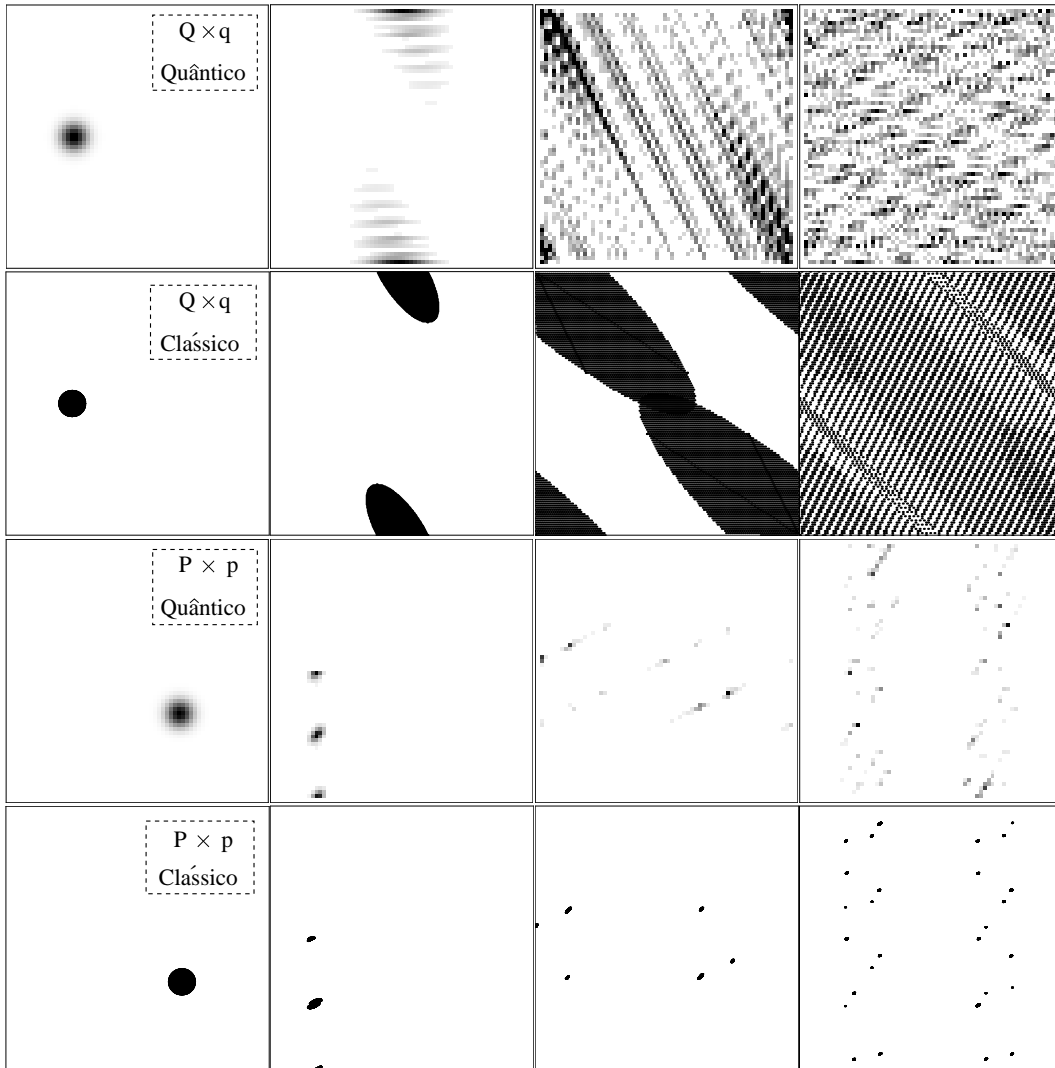 Q × q
Quântico
Q × q
Clássico
P × p
Quântico
P × p
Clássico